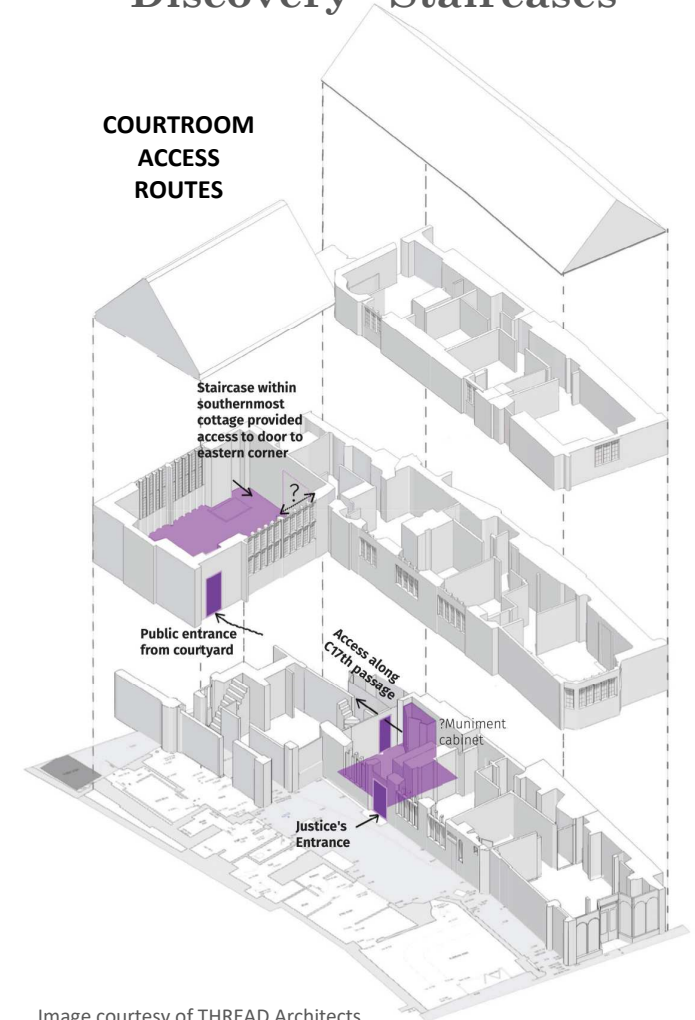 Discovery - Staircases
COURTROOM
ACCESS
ROUTES
Staircase within
southernmost
cottage provided
access to door to
eastern corner
?
Public entrance
from courtyard
Access along
C17th passage
?Muniment
cabinet
Justice's
Entrance
Image courtesy of THREAD Architects